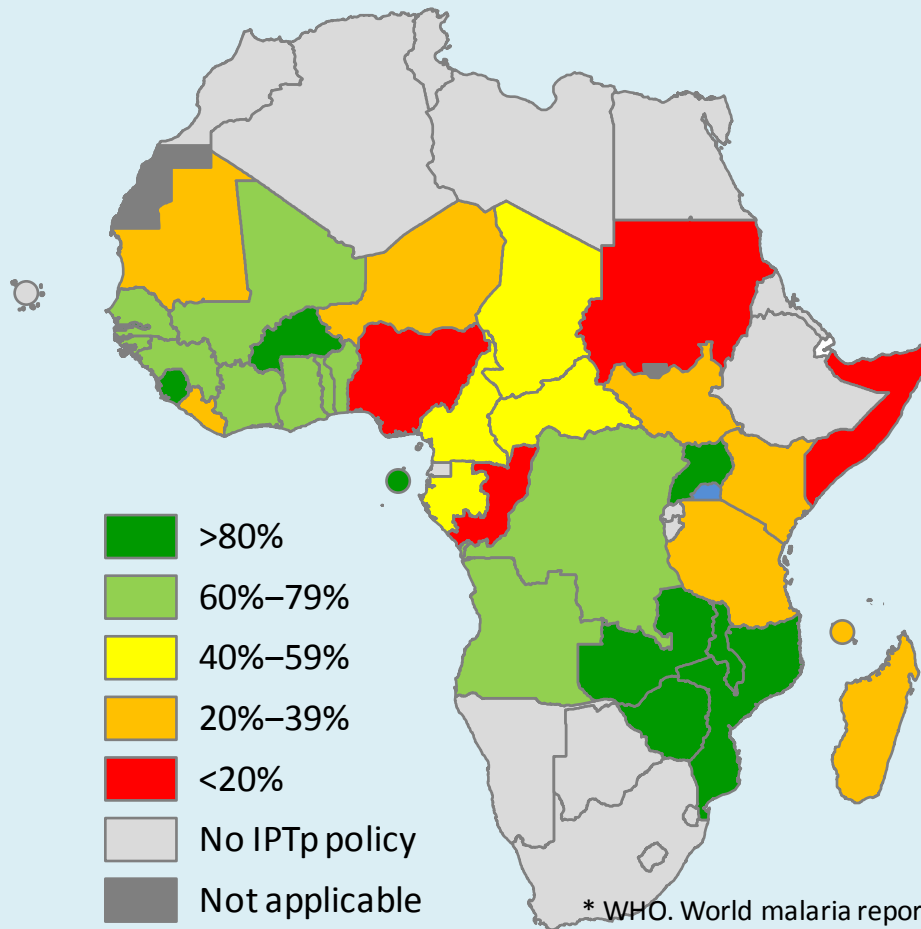 >80%
60%–79%
40%–59%
20%–39%
<20%
No IPTp policy
Not applicable
* WHO. World malaria repor